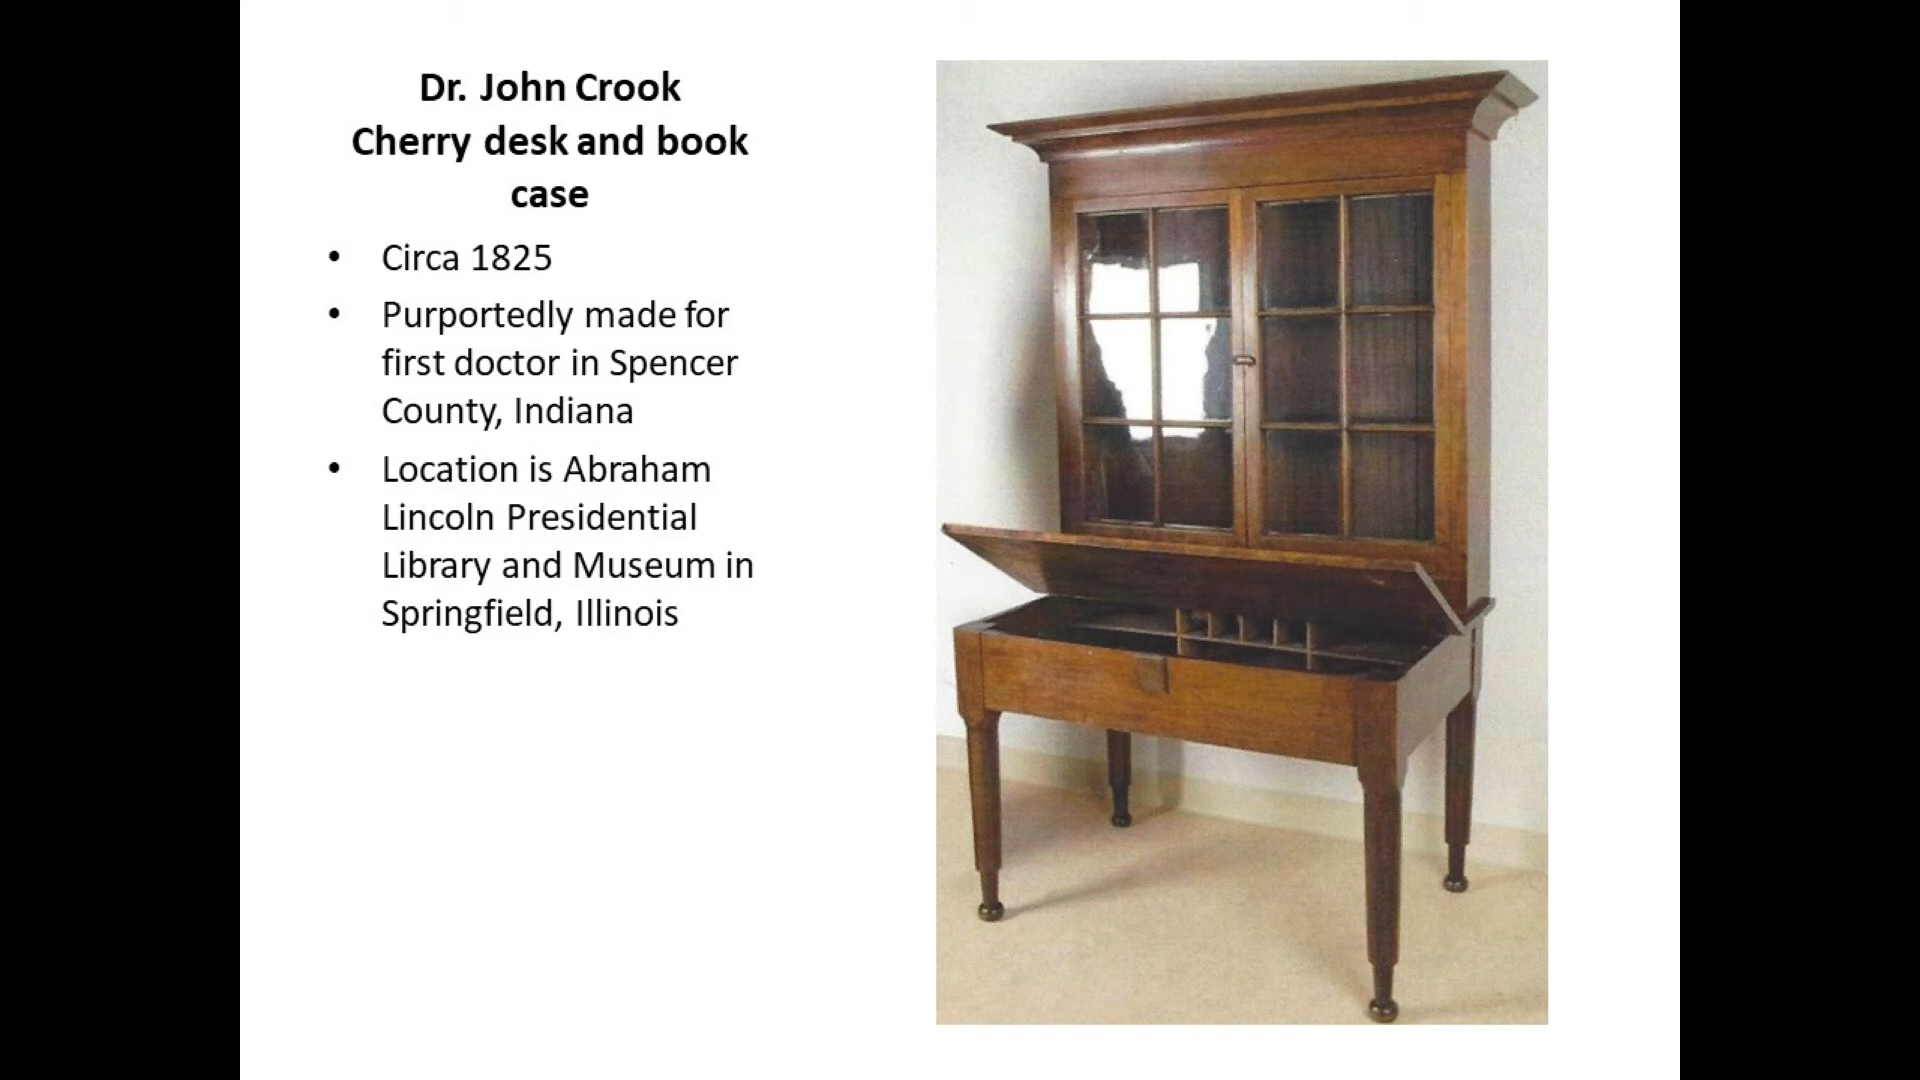 Dr. John Crook
Cherry desk and book
case
• Circa 1825
• Purportedly made for
first doctor in Spencer
County, Indiana
• Location is Abraham
Lincoln Presidential
Library and Museum in
Springfield, Illinois